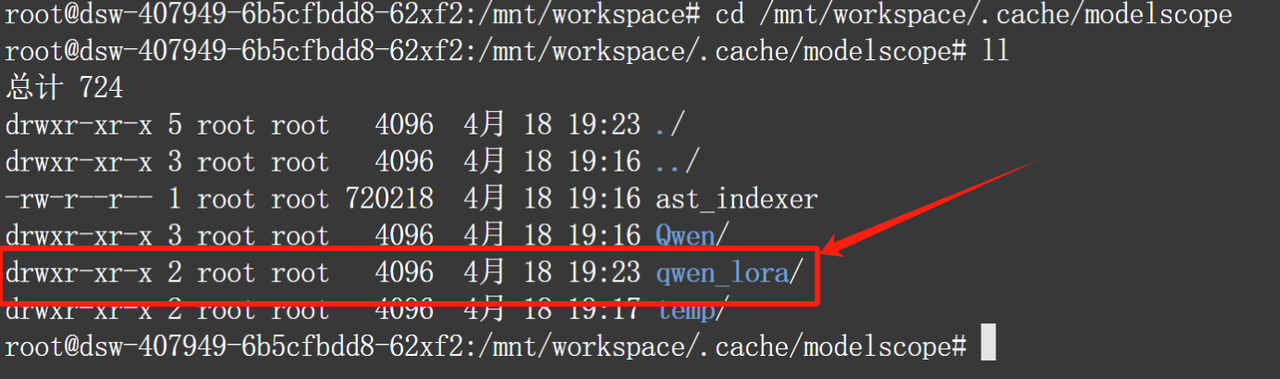 root@dsw-407949-6b5cfbdd8-62xf2:/mnt/workspace# cd /mnt/workspace/.cache/modelscope
root@dsw-407949-6b5cfbdd8-62xf2:/mnt/workspace/.cache/modelscope# ll
总计 724
drwxr-xr-x 5 root root   4096  4月 18 19:23 ./
drwxr-xr-x 3 root root   4096  4月 18 19:16 ../
-rw-r--r-- 1 root root 720218  4月 18 19:16 ast_indexer
drwxr-xr-x 3 root root   4096  4月 18 19:16 Qwen/
drwxr-xr-x 2 root root   4096  4月 18 19:23 qwen_lora/
drwxr-xr-x 2 root root   4096  4月 18 19:17 temp/
root@dsw-407949-6b5cfbdd8-62xf2:/mnt/workspace/.cache/modelscope#